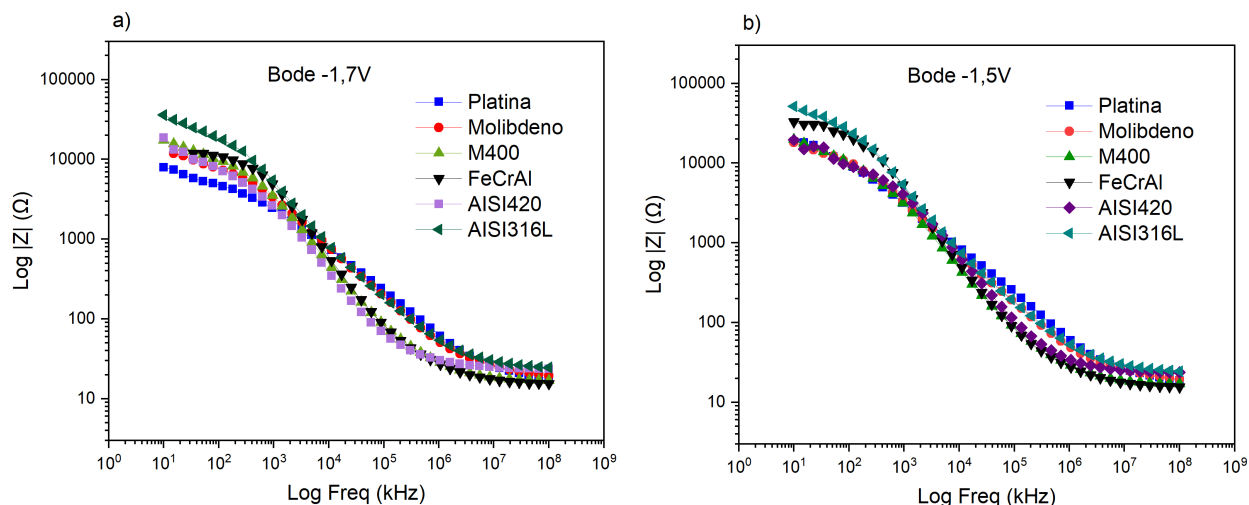 a)
Bode -1,7V
Platina
Molibdeno
M400
FeCrAl
AISI420
AISI316L
100000
10000
1000
100
10
Log |Z| (Ω)
10⁰ 10¹ 10² 10³ 10⁴ 10⁵ 10⁶ 10⁷ 10⁸ 10⁹
Log Freq (kHz)
b)
Bode -1,5V
Platina
Molibdeno
M400
FeCrAl
AISI420
AISI316L
100000
10000
1000
100
10
Log |Z| (Ω)
10⁰ 10¹ 10² 10³ 10⁴ 10⁵ 10⁶ 10⁷ 10⁸ 10⁹
Log Freq (kHz)